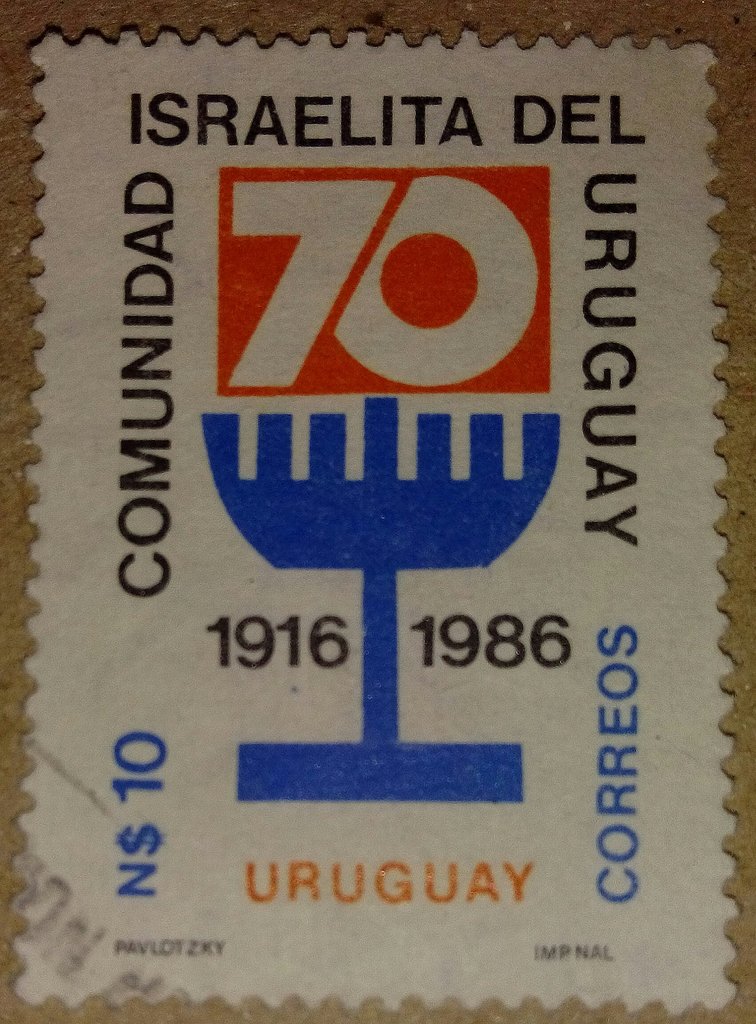 COMUNIDAD
ISRAELITA DEL
URUGUAY
70
1916 1986
N$ 10
CORREOS
URUGUAY
PAVLOTZKY
IMP NAL